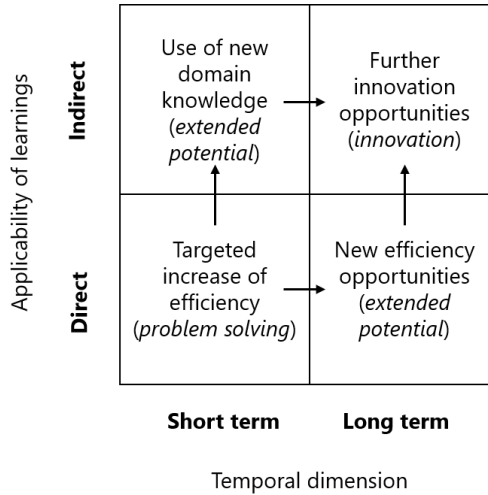 Applicability of learnings
Indirect
Use of new
domain
knowledge
(extended
potential)
Further
innovation
opportunities
(innovation)
Direct
Targeted
increase of
efficiency
(problem solving)
New efficiency
opportunities
(extended
potential)
Short term
Long term
Temporal dimension